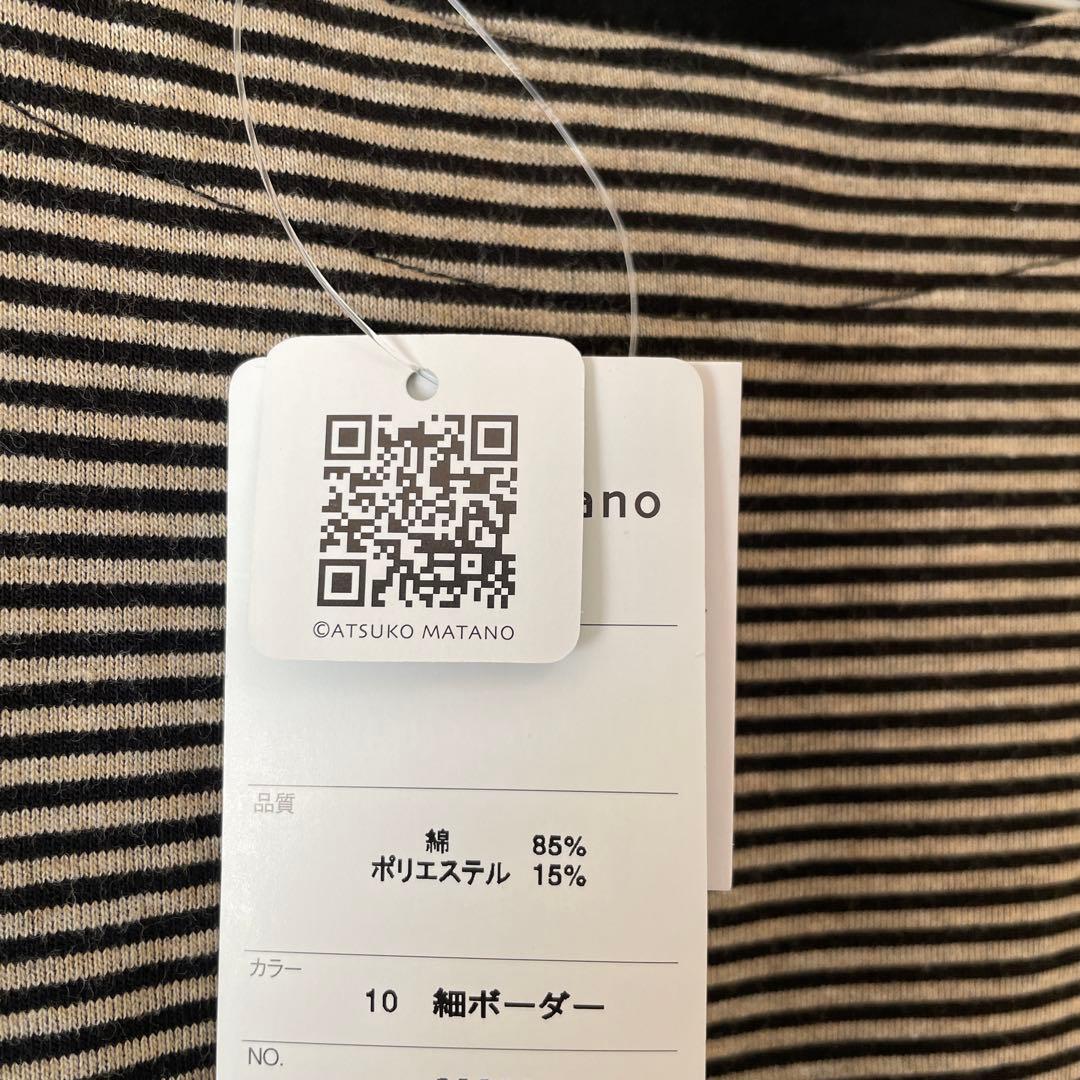 ano
©ATSUKO MATANO
品質
綿 85%
ポリエステル 15%
カラー
10 細ボーダー
NO.